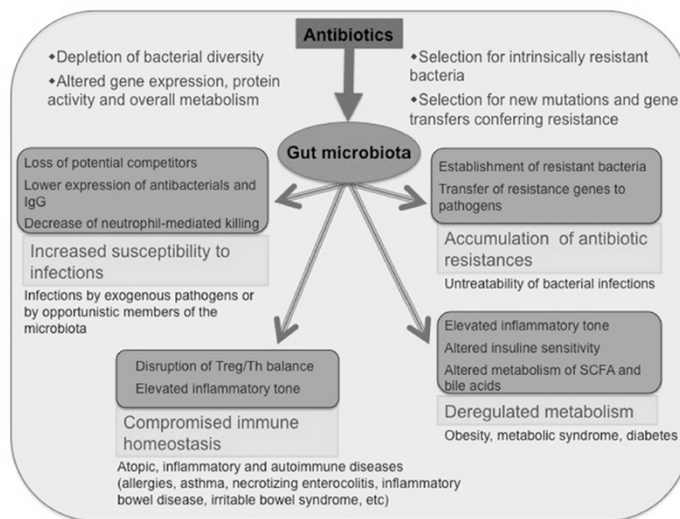 Antibiotics
◆Depletion of bacterial diversity
◆Altered gene expression, protein
activity and overall metabolism
◆Selection for intrinsically resistant
bacteria
◆Selection for new mutations and gene
transfers conferring resistance
Gut microbiota
Loss of potential competitors
Lower expression of antibacterials and
IgG
Decrease of neutrophil-mediated killing
Increased susceptibility to
infections
Infections by exogenous pathogens or
by opportunistic members of the
microbiota
Establishment of resistant bacteria
Transfer of resistance genes to
pathogens
Accumulation of antibiotic
resistances
Untreatability of bacterial infections
Disruption of Treg/Th balance
Elevated inflammatory tone
Compromised immune
homeostasis
Atopic, inflammatory and autoimmune diseases
(allergies, asthma, necrotizing enterocolitis, inflammatory
bowel disease, irritable bowel syndrome, etc)
Elevated inflammatory tone
Altered insuline sensitivity
Altered metabolism of SCFA and
bile acids
Deregulated metabolism
Obesity, metabolic syndrome, diabetes